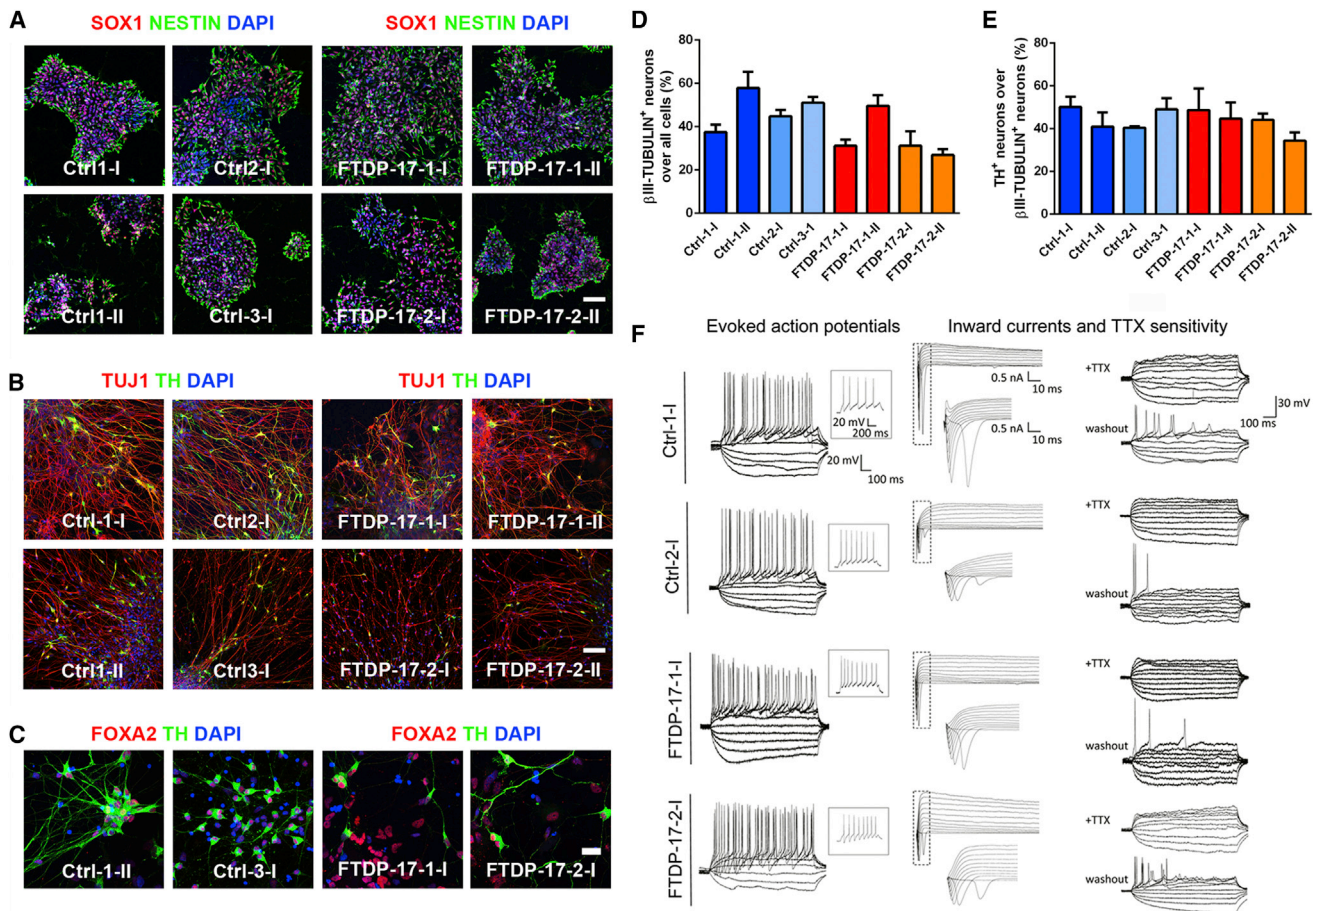 A
SOX1 NESTIN DAPI
SOX1 NESTIN DAPI
Ctrl1-I
Ctrl2-I
FTDP-17-1-I
FTDP-17-1-II
Ctrl1-II
Ctrl-3-I
FTDP-17-2-I
FTDP-17-2-II
B
TUJ1 TH DAPI
TUJ1 TH DAPI
Ctrl-1-I
Ctrl2-I
FTDP-17-1-I
FTDP-17-1-II
Ctrl1-II
Ctrl3-I
FTDP-17-2-I
FTDP-17-2-II
C
FOXA2 TH DAPI
FOXA2 TH DAPI
Ctrl-1-II
Ctrl-3-I
FTDP-17-1-I
FTDP-17-2-I
D
βIII-TUBULIN+ neurons
over all cells (%)
80
60
40
20
0
Ctrl-1-I
Ctrl-1-II
Ctrl-2-I
Ctrl-3-1
FTDP-17-1-I
FTDP-17-1-II
FTDP-17-2-I
FTDP-17-2-II
E
TH+ neurons over
βIII-TUBULIN+ neurons (%)
80
60
40
20
0
Ctrl-1-I
Ctrl-1-II
Ctrl-2-I
Ctrl-3-1
FTDP-17-1-I
FTDP-17-1-II
FTDP-17-2-I
FTDP-17-2-II
F
Evoked action potentials
Inward currents and TTX sensitivity
Ctrl-1-I
20 mV
200 ms
20 mV
100 ms
0.5 nA
10 ms
0.5 nA
10 ms
+TTX
30 mV
100 ms
washout
Ctrl-2-I
+TTX
washout
FTDP-17-1-I
+TTX
washout
FTDP-17-2-I
+TTX
washout